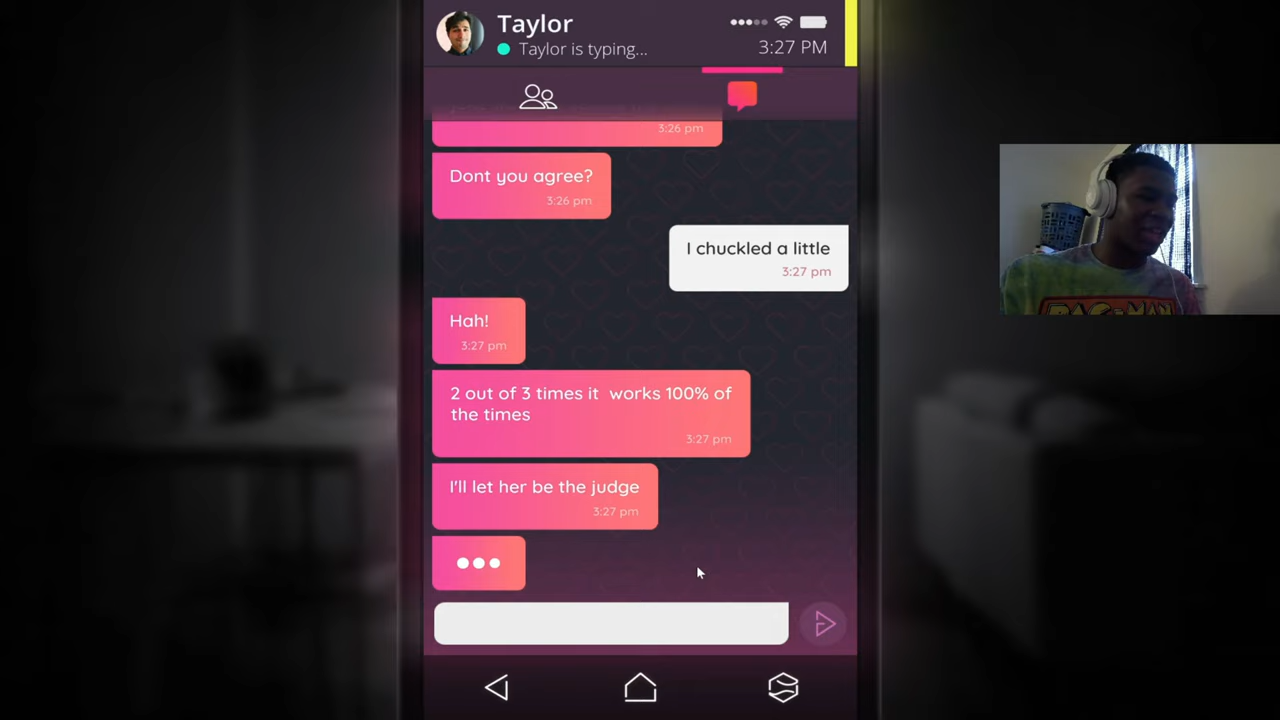 Taylor
Taylor is typing...
3:27 PM
3:26 pm
Dont you agree?
3:26 pm
I chuckled a little
3:27 pm
Hah!
3:27 pm
2 out of 3 times it  works 100% of
the times
3:27 pm
I'll let her be the judge
3:27 pm
PAC-MAN